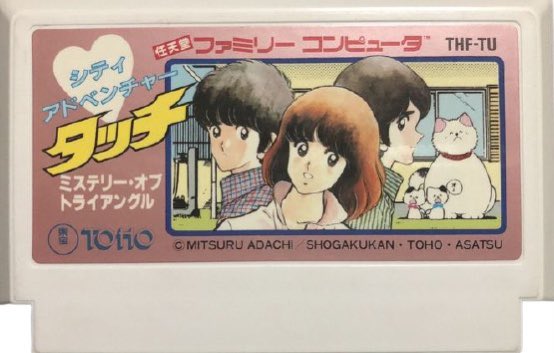 シティ
アドベンチャー
タッチ
ミステリー・オブ
トライアングル
東宝 TOHO
任天堂 ファミリー コンピュータ™ THF-TU
©MITSURU ADACHI／SHOGAKUKAN・TOHO・ASATSU